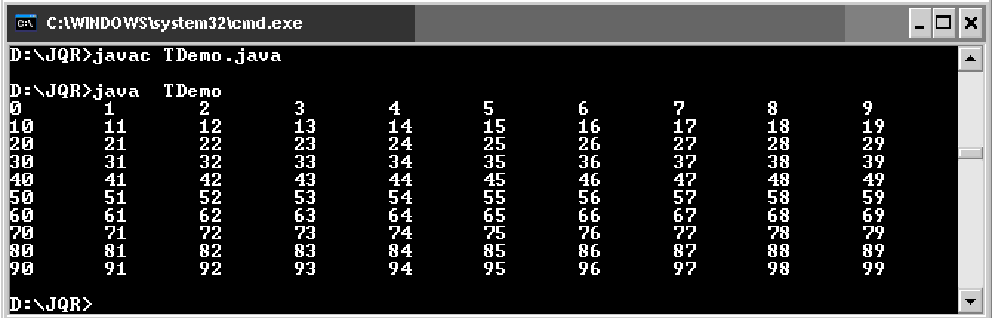 C:\WINDOWS\system32\cmd.exe
D:\JQR>javac TDemo.java
D:\JQR>java  TDemo
0 1 2 3 4 5 6 7 8 9
10 11 12 13 14 15 16 17 18 19
20 21 22 23 24 25 26 27 28 29
30 31 32 33 34 35 36 37 38 39
40 41 42 43 44 45 46 47 48 49
50 51 52 53 54 55 56 57 58 59
60 61 62 63 64 65 66 67 68 69
70 71 72 73 74 75 76 77 78 79
80 81 82 83 84 85 86 87 88 89
90 91 92 93 94 95 96 97 98 99
D:\JQR>